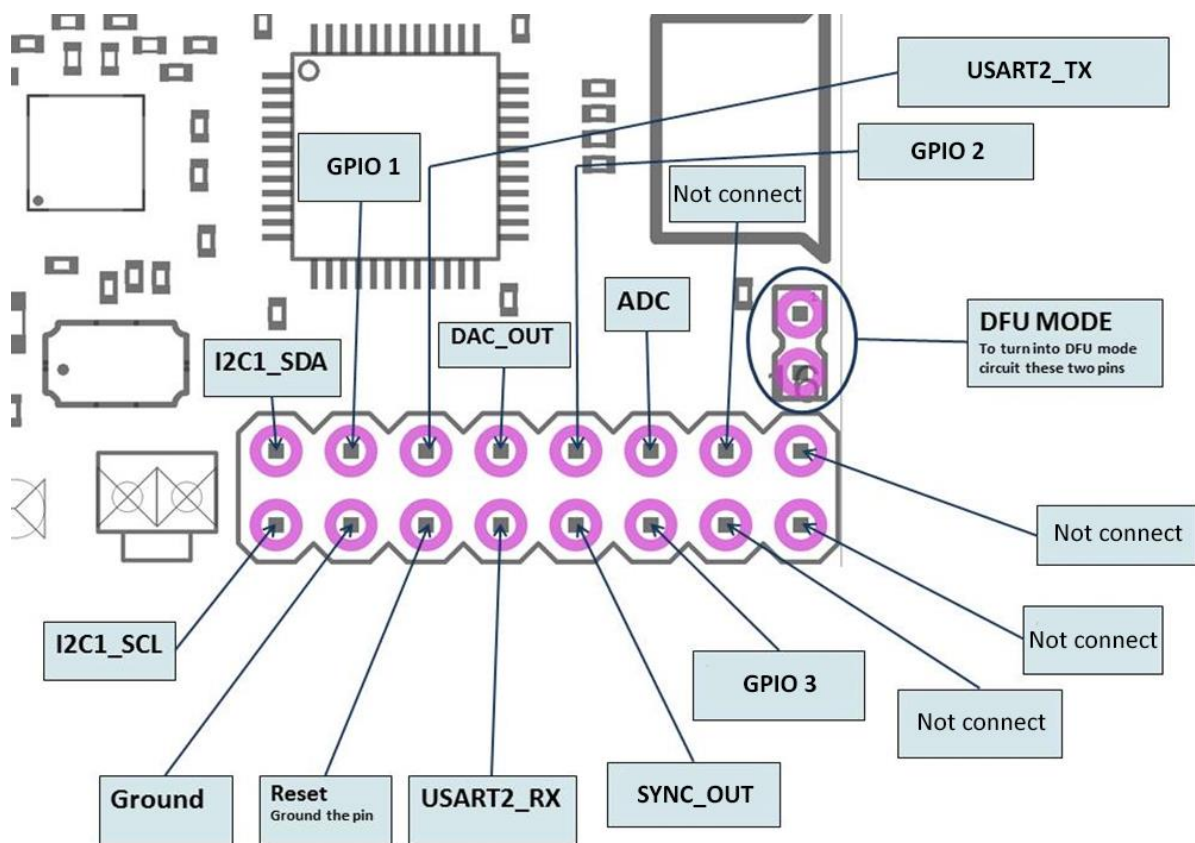 USART2_TX
GPIO 1
GPIO 2
Not connect
ADC
DFU MODE
To turn into DFU mode
circuit these two pins
DAC_OUT
I2C1_SDA
16
Not connect
I2C1_SCL
Not connect
GPIO 3
Not connect
Ground
Reset
Ground the pin
USART2_RX
SYNC_OUT